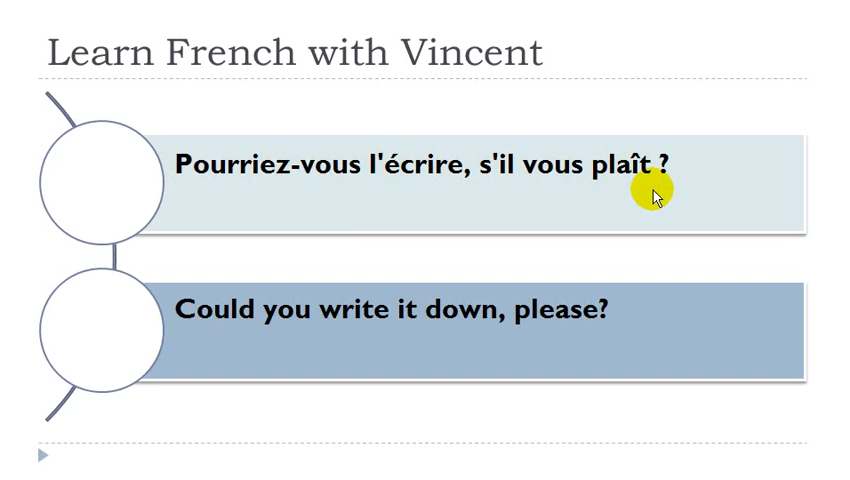 Learn French with Vincent
Pourriez-vous l'écrire, s'il vous plaît ?
Could you write it down, please?